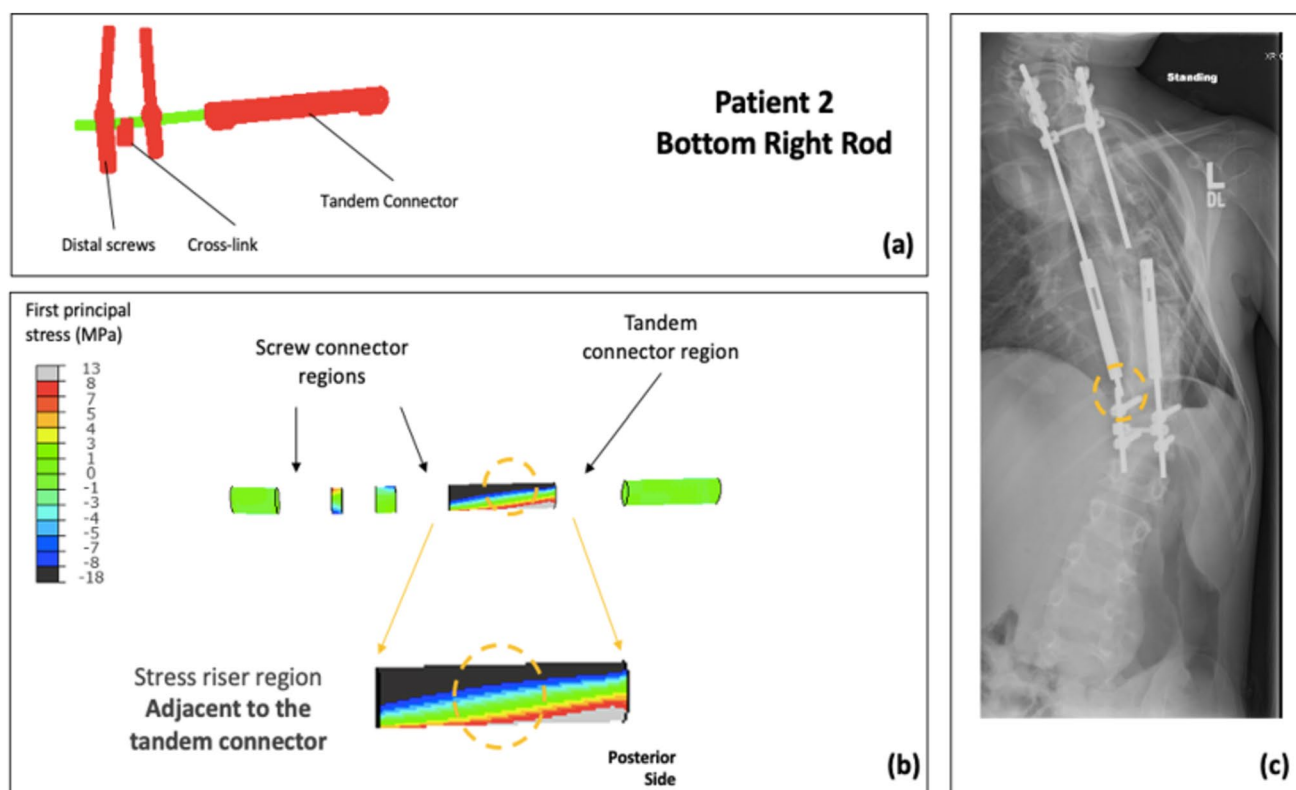 Patient 2
Bottom Right Rod
Tandem Connector
Distal screws
Cross-link
(a)
First principal
stress (MPa)
13
8
7
5
4
3
1
0
-1
-3
-4
-5
-7
-8
-18
Screw connector
regions
Tandem
connector region
Stress riser region
Adjacent to the
tandem connector
Posterior
Side
(b)
Standing
L
DL
(c)